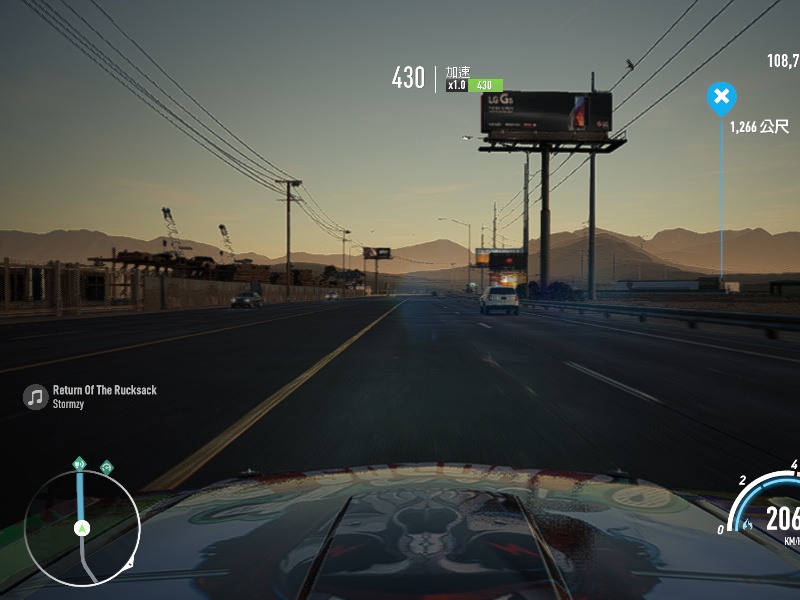 430
加速
x1.0 430
108,7
LG G6
1,266 公尺
Return Of The Rucksack
Stormzy
4
2
0
206
KM/H